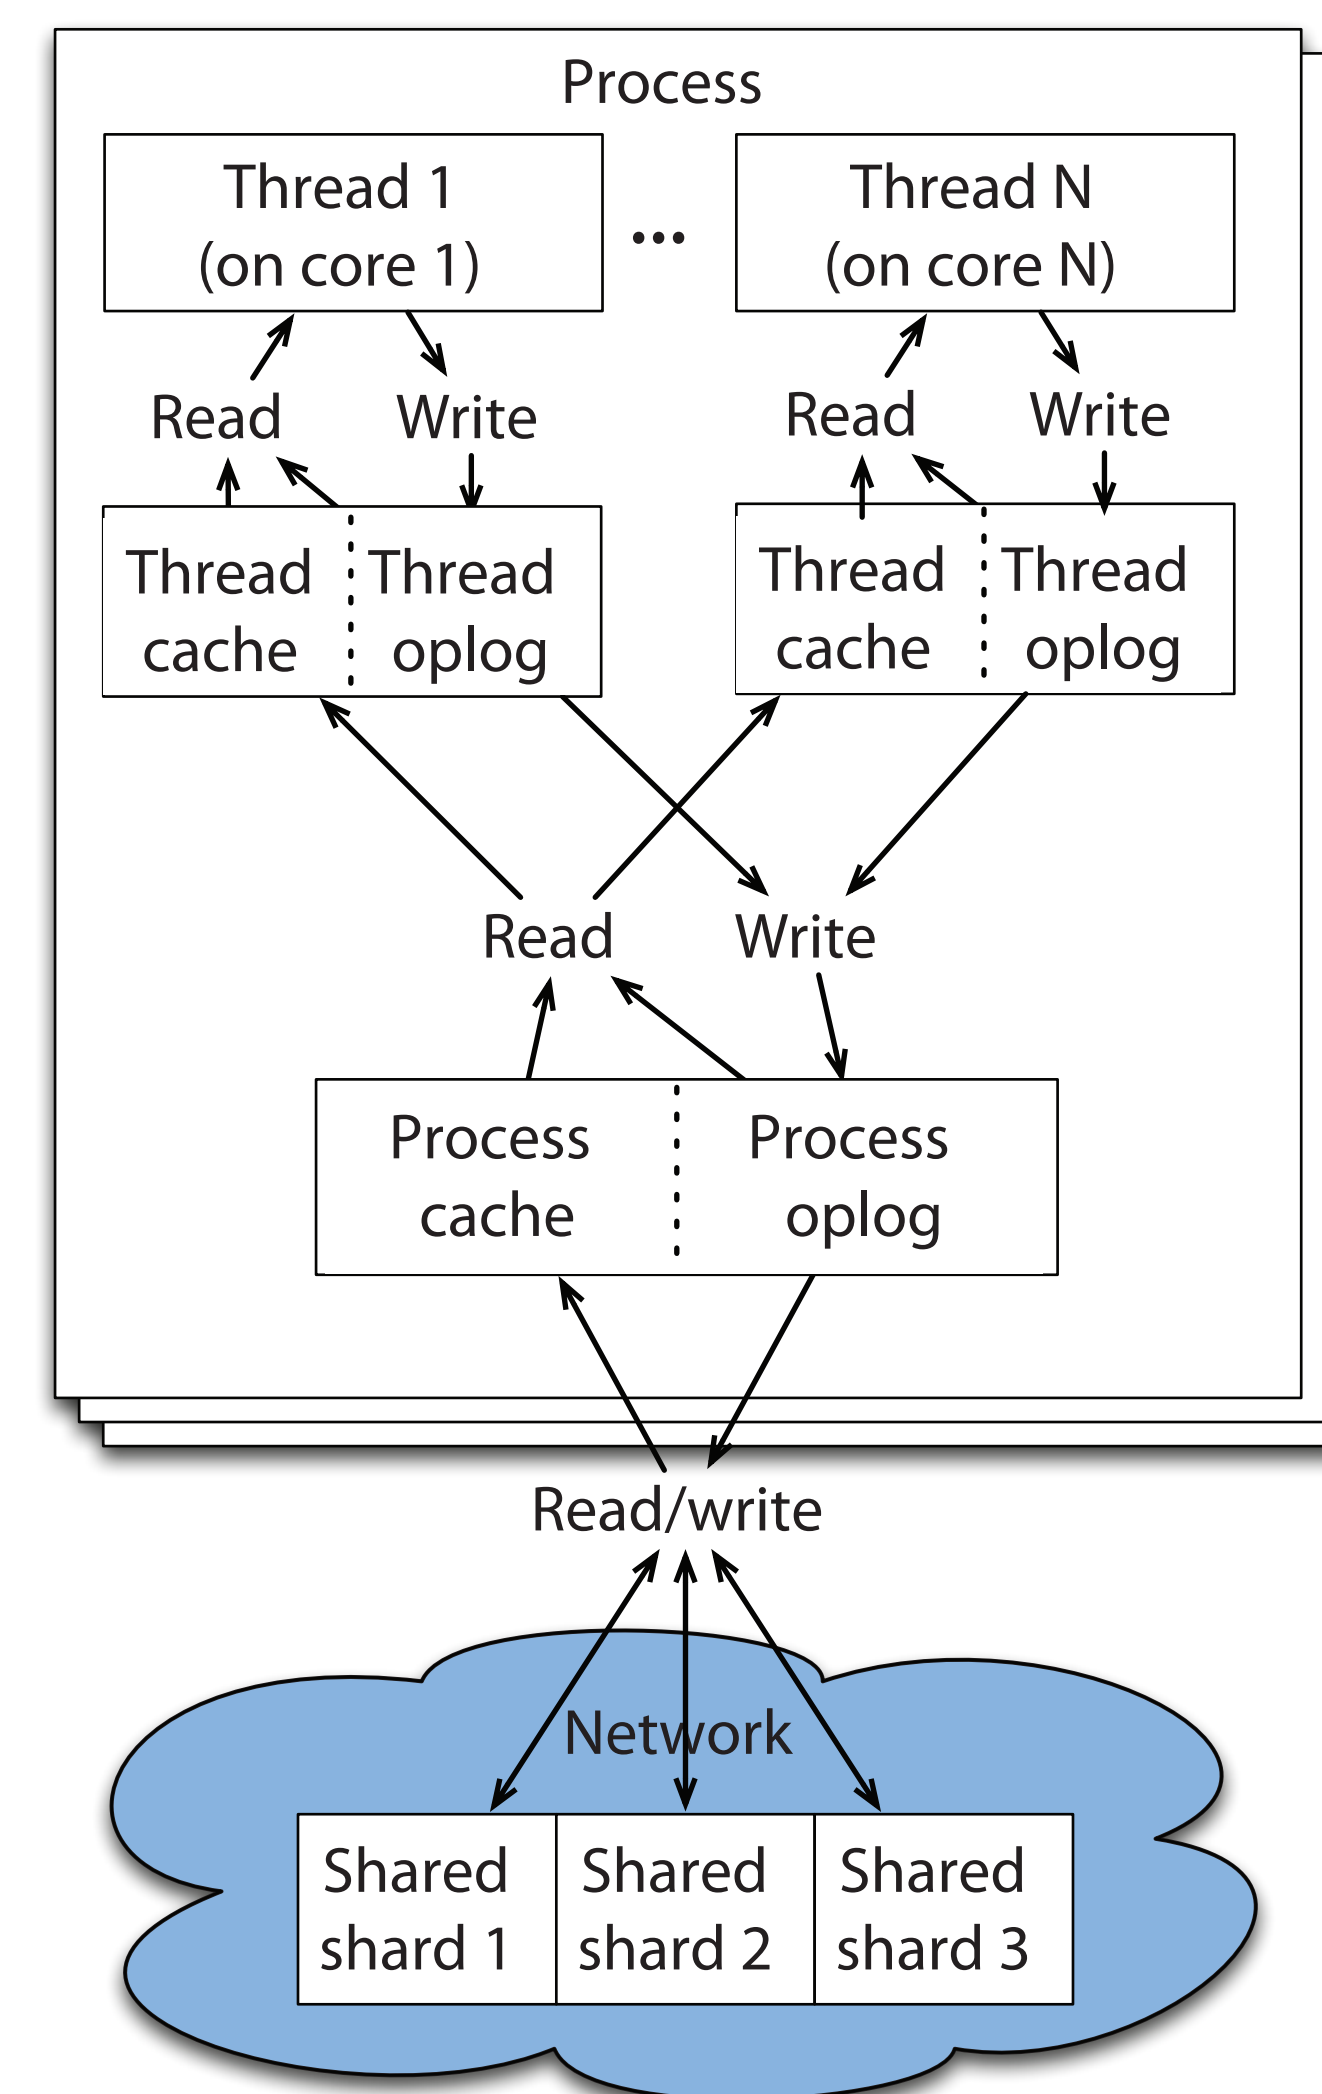 Process
Thread 1
(on core 1)
...
Thread N
(on core N)
Read
Write
Read
Write
Thread
cache
Thread
oplog
Thread
cache
Thread
oplog
Read
Write
Process
cache
Process
oplog
Read/write
Network
Shared
shard 1
Shared
shard 2
Shared
shard 3